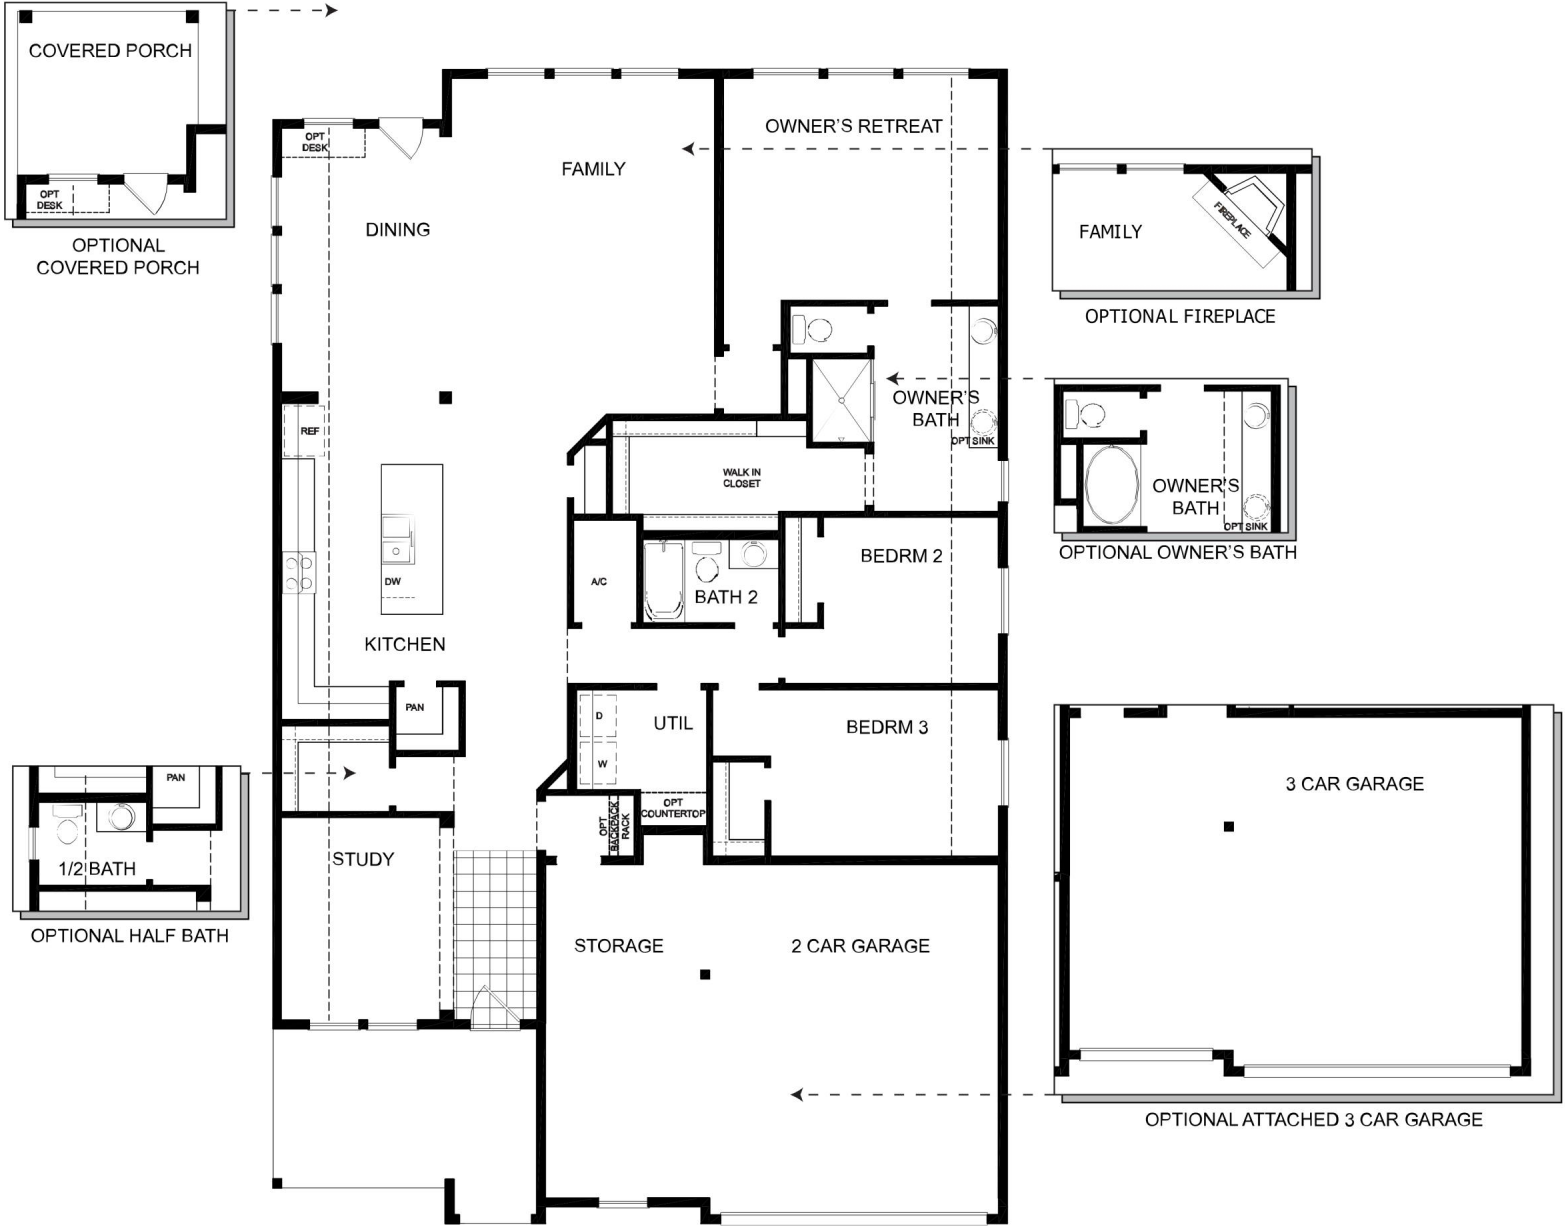 COVERED PORCH
OPT
DESK
OPTIONAL
COVERED PORCH
OPT
DESK
FAMILY
DINING
OWNER'S RETREAT
FAMILY
FIREPLACE
OPTIONAL FIREPLACE
REF
OWNER'S
BATH
OPT SINK
WALK IN
CLOSET
OWNER'S
BATH
OPT SINK
OPTIONAL OWNER'S BATH
DW
KITCHEN
A/C
BATH 2
BEDRM 2
PAN
D
W
UTIL
BEDRM 3
OPT
COUNTERTOP
OPT
BACKPACK
RACK
PAN
1/2 BATH
OPTIONAL HALF BATH
STUDY
STORAGE
2 CAR GARAGE
3 CAR GARAGE
OPTIONAL ATTACHED 3 CAR GARAGE